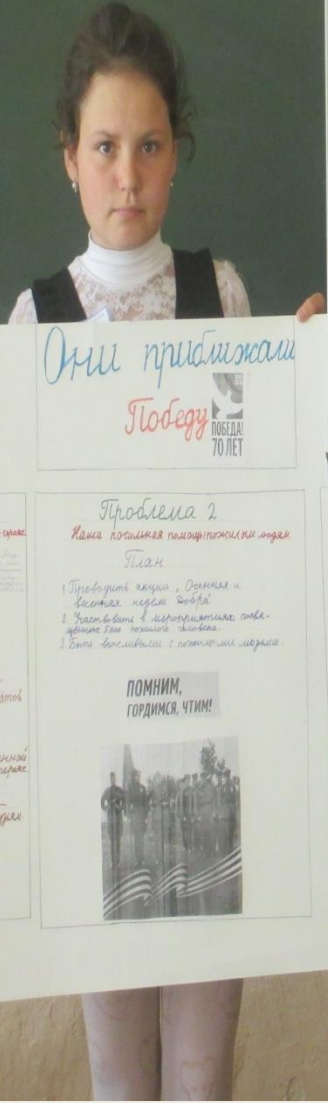 Они приближали
Победу
ПОБЕДА!
70 ЛЕТ
Проблема 2
Наша посильная помощь пожилым людям.
План
1. Проводить акции „Осенняя и
весенняя недели Добра"
2. Участвовать в мероприятиях посвя-
щённых Дню пожилого человека.
3. Быть вежливыми с пожилыми людьми.
ПОМНИМ,
ГОРДИМСЯ, ЧТИМ!